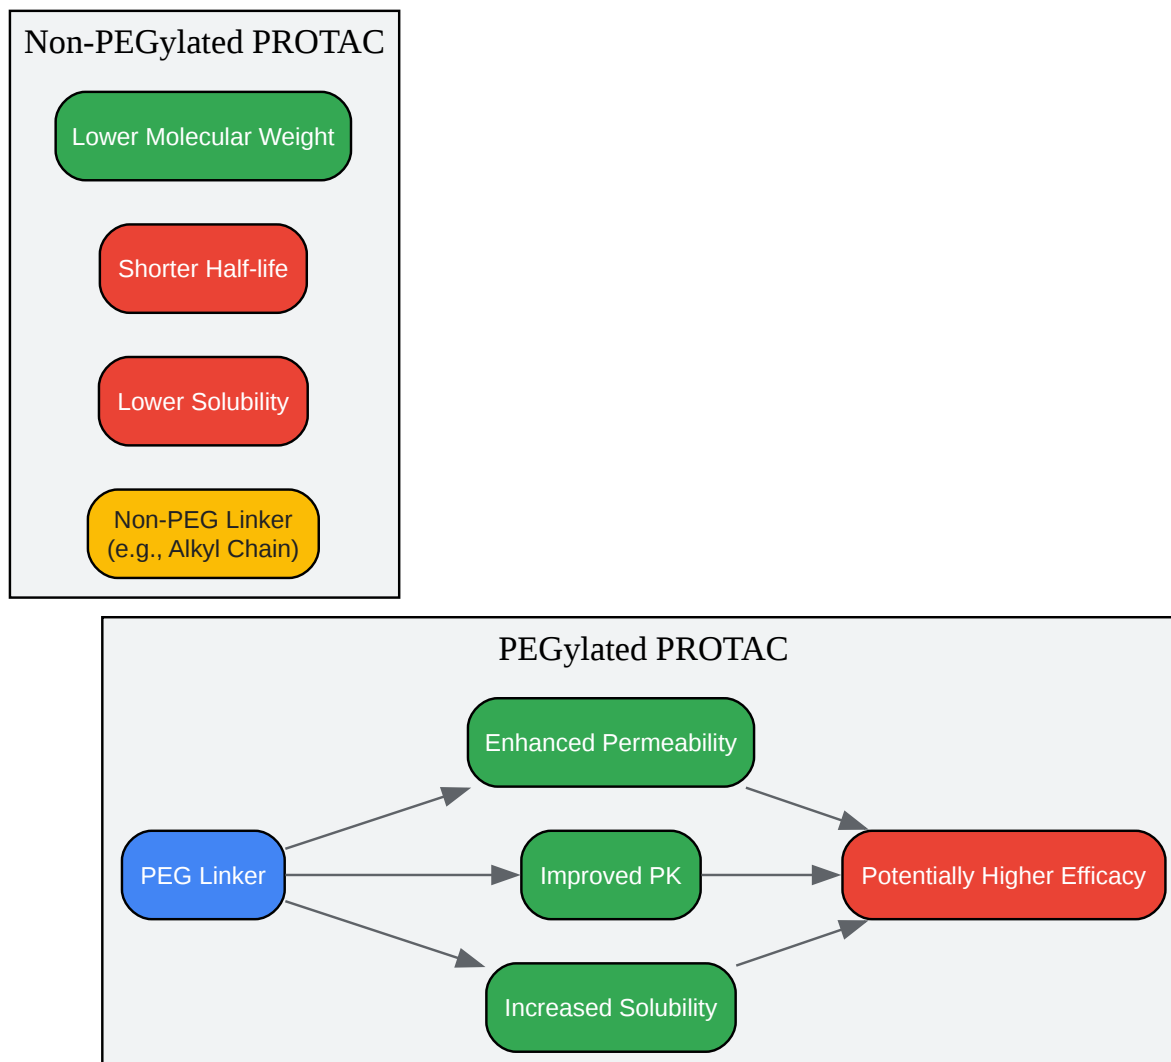 Non-PEGylated PROTAC
Lower Molecular Weight
Shorter Half-life
Lower Solubility
Non-PEG Linker
(e.g., Alkyl Chain)
PEGylated PROTAC
Enhanced Permeability
PEG Linker
Improved PK
Potentially Higher Efficacy
Increased Solubility